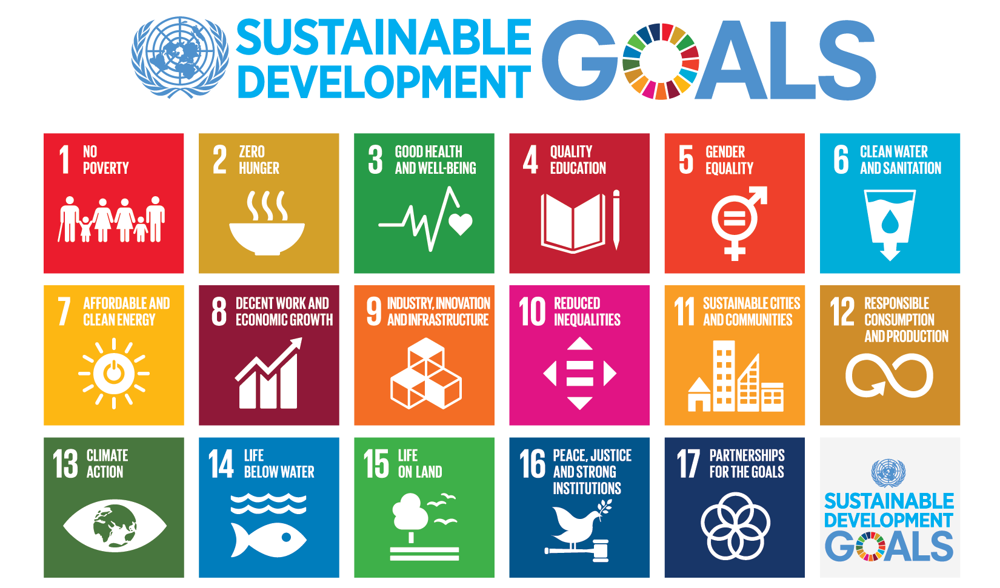 SUSTAINABLE
DEVELOPMENT
GOALS
1 NO
POVERTY
2 ZERO
HUNGER
3 GOOD HEALTH
AND WELL-BEING
4 QUALITY
EDUCATION
5 GENDER
EQUALITY
6 CLEAN WATER
AND SANITATION
7 AFFORDABLE AND
CLEAN ENERGY
8 DECENT WORK AND
ECONOMIC GROWTH
9 INDUSTRY, INNOVATION
AND INFRASTRUCTURE
10 REDUCED
INEQUALITIES
11 SUSTAINABLE CITIES
AND COMMUNITIES
12 RESPONSIBLE
CONSUMPTION
AND PRODUCTION
13 CLIMATE
ACTION
14 LIFE
BELOW WATER
15 LIFE
ON LAND
16 PEACE, JUSTICE
AND STRONG
INSTITUTIONS
17 PARTNERSHIPS
FOR THE GOALS
SUSTAINABLE
DEVELOPMENT
GOALS